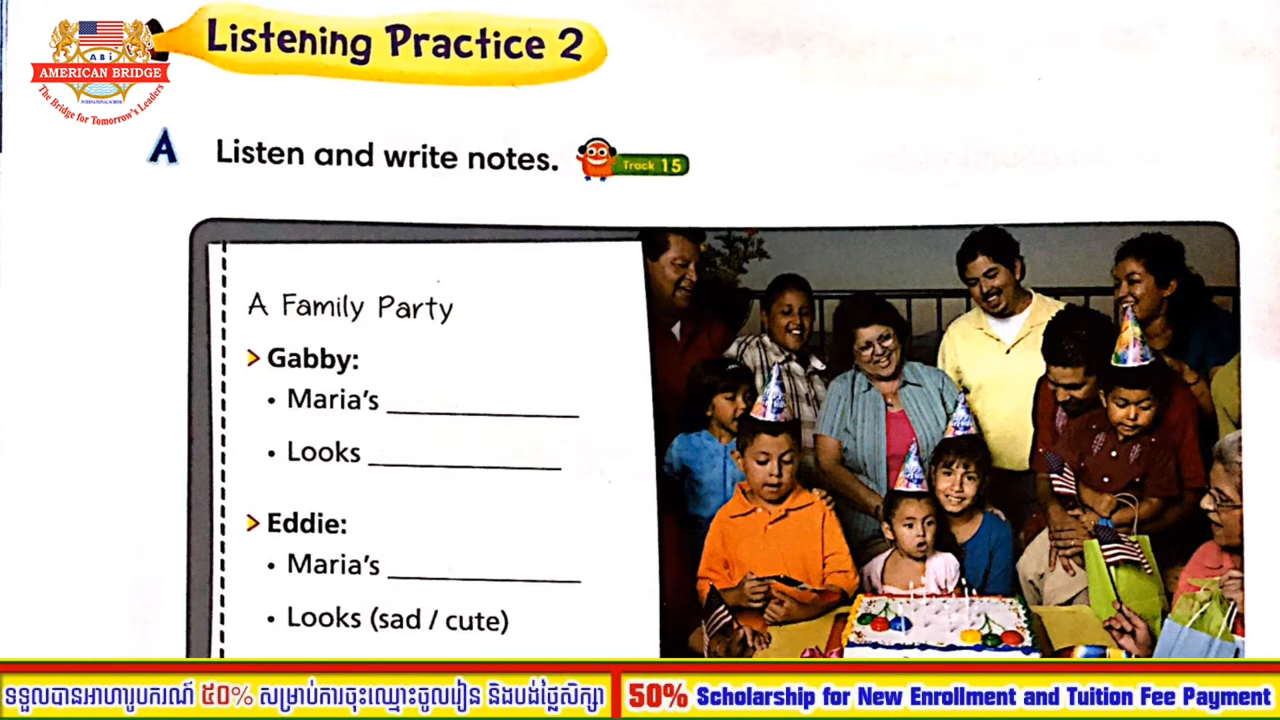 Listening Practice 2
ABi
AMERICAN BRIDGE
INTERNATIONAL SCHOOL
The Bridge for Tomorrow's Leaders
A Listen and write notes. Track 15
A Family Party
Gabby:
• Maria's
• Looks
Eddie:
• Maria's
• Looks (sad / cute)
ទទួលបានអាហារូបករណ៍ ៥០% សម្រាប់ការចុះឈ្មោះចូលរៀន និងបង់ថ្លៃសិក្សា
50% Scholarship for New Enrollment and Tuition Fee Payment